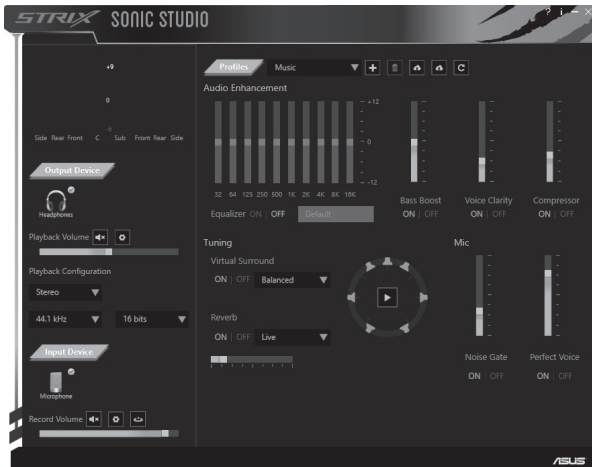 STRIX SONIC STUDIO
? i – ×
+9
0
-6
Side Rear Front C Sub Front Rear Side
Output Device
Headphones
Playback Volume
Playback Configuration
Stereo
44.1 kHz 16 bits
Input Device
Microphone
Record Volume
Profiles Music
Audio Enhancement
+12
0
-12
32 64 125 250 500 1K 2K 4K 8K 16K
Equalizer ON | OFF Default
Bass Boost Voice Clarity Compressor
ON | OFF ON | OFF ON | OFF
Tuning
Virtual Surround
ON | OFF Balanced
Reverb
ON | OFF Live
Mic
Noise Gate Perfect Voice
ON | OFF ON | OFF
ASUS